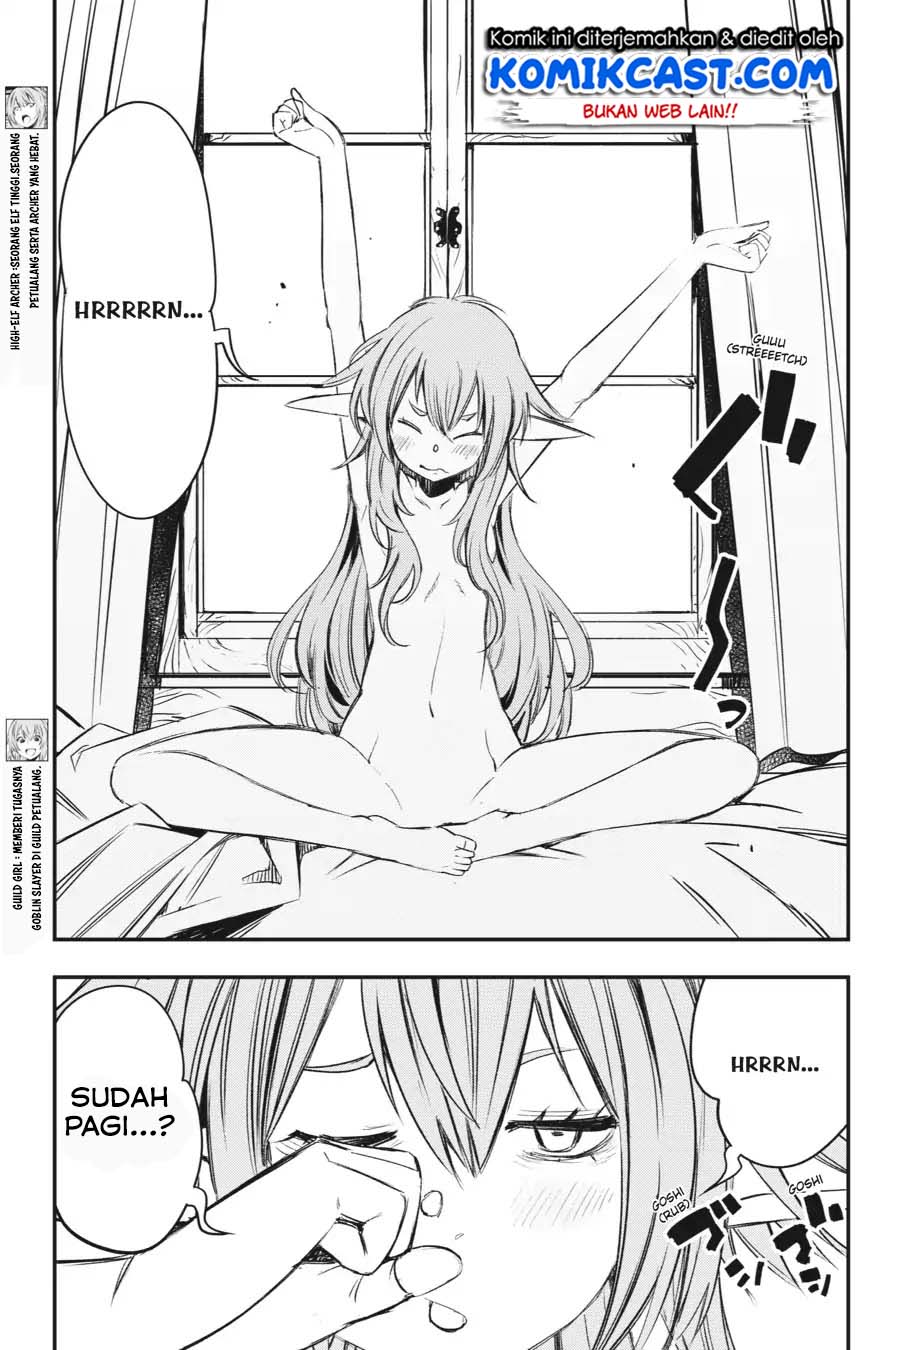 Komik ini diterjemahkan & diedit oleh
KOMIKCAST.COM
BUKAN WEB LAIN!!
HIGH-ELF ARCHER :SEORANG ELF TINGGI.SEORANG
PETUALANG SERTA ARCHER YANG HEBAT.
HRRRRRN...
GUUU
(STREEEETCH)
GUILD GIRL : MEMBERI TUGASNYA
GOBLIN SLAYER DI GUILD PETUALANG.
HRRRN...
SUDAH
PAGI...?
GOSHI
GOSHI
(RUB)